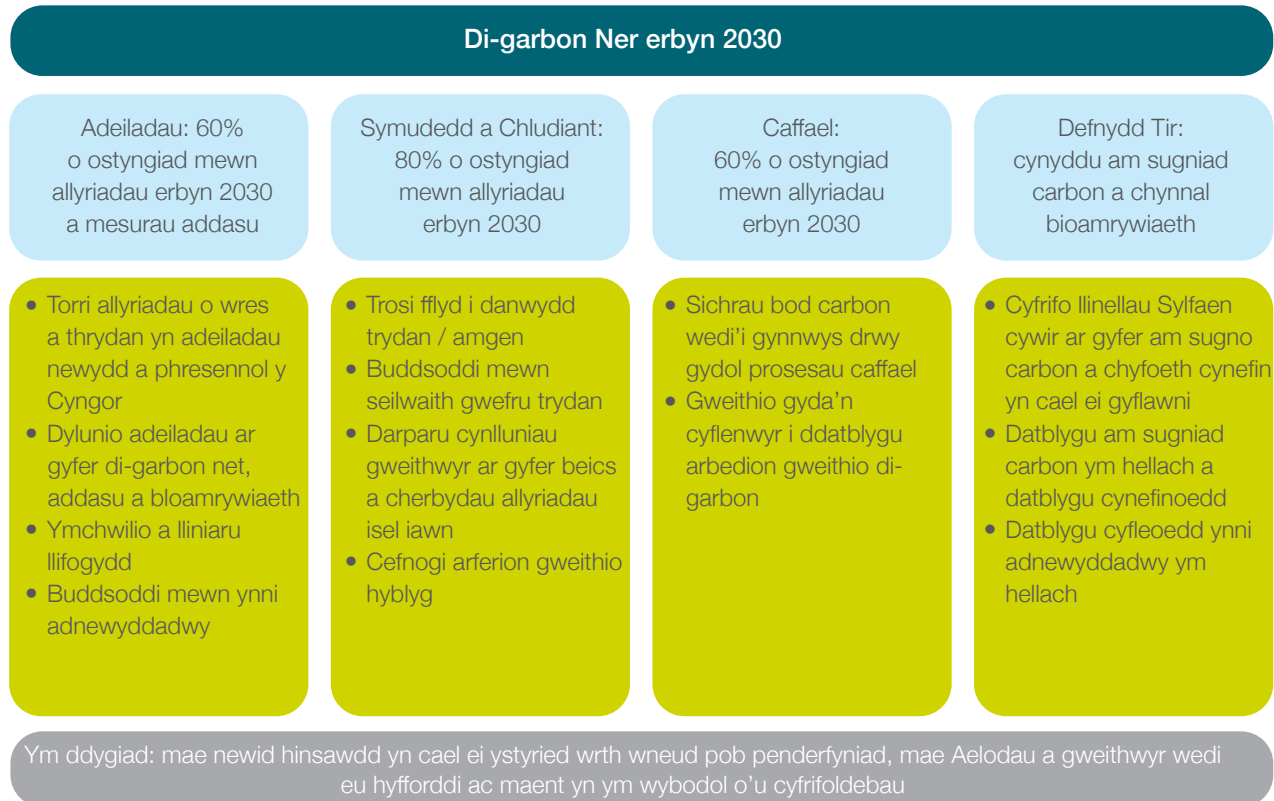 Di-garbon Ner erbyn 2030
Adeiladau: 60%
o ostyngiad mewn
allyriadau erbyn 2030
a mesurau addasu
Symudedd a Chludiant:
80% o ostyngiad
mewn allyriadau
erbyn 2030
Caffael:
60% o ostyngiad
mewn allyriadau
erbyn 2030
Defnydd Tir:
cynyddu am sugniad
carbon a chynnal
bioamrywiaeth
• Torri allyriadau o wres
a thrydan yn adeiladau
newydd a phresennol y
Cyngor
• Dylunio adeiladau ar
gyfer di-garbon net,
addasu a bloamrywiaeth
• Ymchwilio a lliniaru
llifogydd
• Buddsoddi mewn ynni
adnewyddadwy
• Trosi fflyd i danwydd
trydan / amgen
• Buddsoddi mewn
seilwaith gwefru trydan
• Darparu cynlluniau
gweithwyr ar gyfer beics
a cherbydau allyriadau
isel iawn
• Cefnogi arferion gweithio
hyblyg
• Sichrau bod carbon
wedi’i gynnwys drwy
gydol prosesau caffael
• Gweithio gyda’n
cyflenwyr i ddatblygu
arbedion gweithio di-
garbon
• Cyfrifo llinellau Sylfaen
cywir ar gyfer am sugno
carbon a chyfoeth cynefin
yn cael ei gyflawni
• Datblygu am sugniad
carbon ym hellach a
datblygu cynefinoedd
• Datblygu cyfleoedd ynni
adnewyddadwy ym
hellach
Ym ddygiad: mae newid hinsawdd yn cael ei ystyried wrth wneud pob penderfyniad, mae Aelodau a gweithwyr wedi
eu hyfforddi ac maent yn ym wybodol o’u cyfrifoldebau